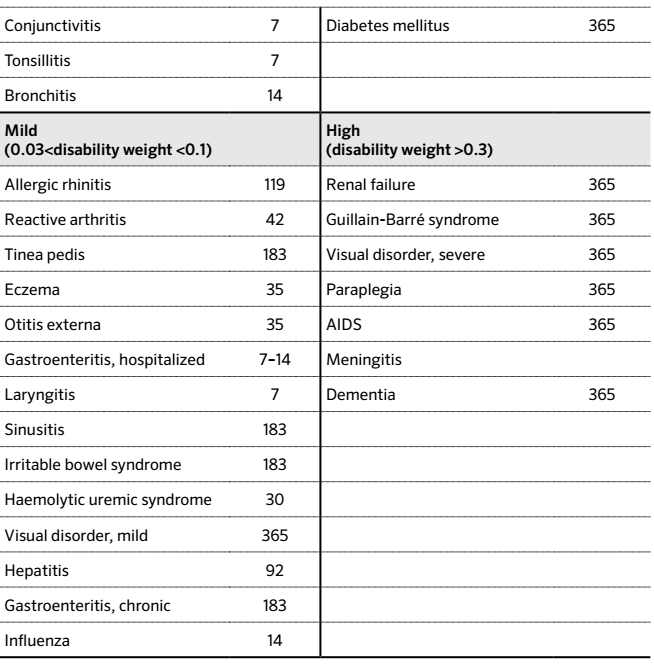 Conjunctivitis 7 Diabetes mellitus 365
Tonsillitis 7
Bronchitis 14
Mild High
(0.03<disability weight <0.1) (disability weight >0.3)
Allergic rhinitis 119 Renal failure 365
Reactive arthritis 42 Guillain-Barré syndrome 365
Tinea pedis 183 Visual disorder, severe 365
Eczema 35 Paraplegia 365
Otitis externa 35 AIDS 365
Gastroenteritis, hospitalized 7–14 Meningitis
Laryngitis 7 Dementia 365
Sinusitis 183
Irritable bowel syndrome 183
Haemolytic uremic syndrome 30
Visual disorder, mild 365
Hepatitis 92
Gastroenteritis, chronic 183
Influenza 14